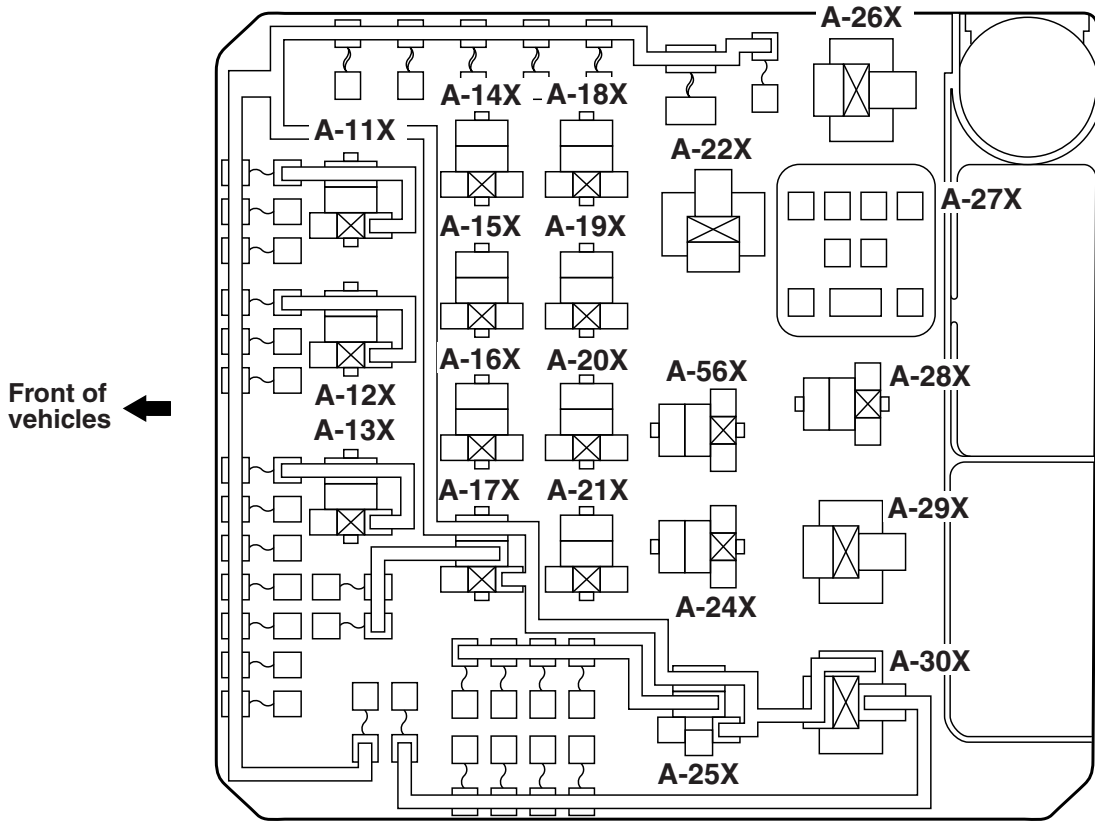 A-26X
A-14X
A-18X
A-11X
A-22X
A-27X
A-15X
A-19X
A-16X
A-20X
A-56X
A-28X
Front of
vehicles
A-12X
A-13X
A-17X
A-21X
A-29X
A-24X
A-30X
A-25X